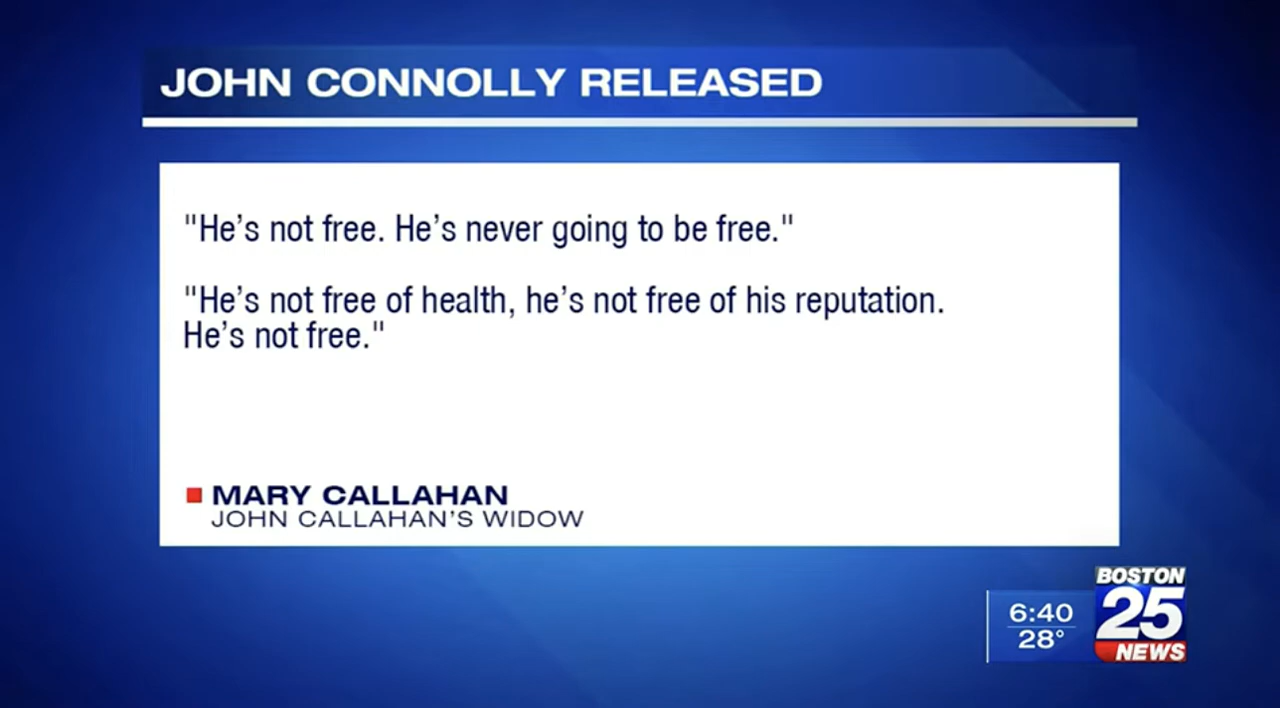 JOHN CONNOLLY RELEASED
"He’s not free. He’s never going to be free."
"He’s not free of health, he’s not free of his reputation.
He’s not free."
MARY CALLAHAN
JOHN CALLAHAN’S WIDOW
6:40
28°
BOSTON
25
NEWS